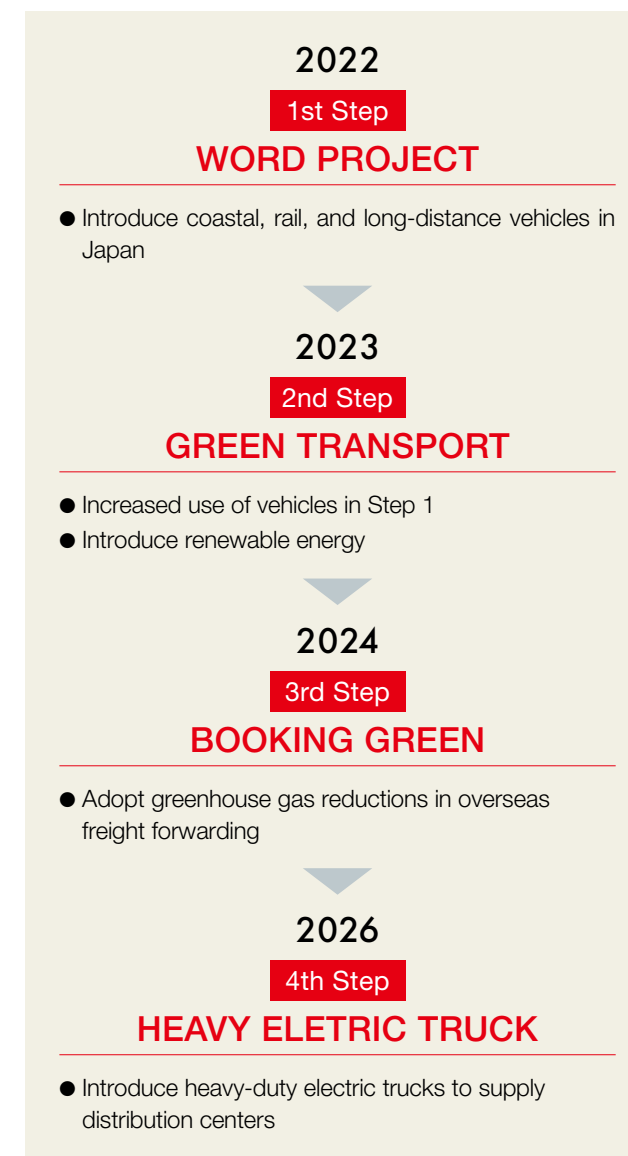 2022
1st Step
WORD PROJECT
● Introduce coastal, rail, and long-distance vehicles in
Japan
2023
2nd Step
GREEN TRANSPORT
● Increased use of vehicles in Step 1
● Introduce renewable energy
2024
3rd Step
BOOKING GREEN
● Adopt greenhouse gas reductions in overseas
freight forwarding
2026
4th Step
HEAVY ELETRIC TRUCK
● Introduce heavy-duty electric trucks to supply
distribution centers